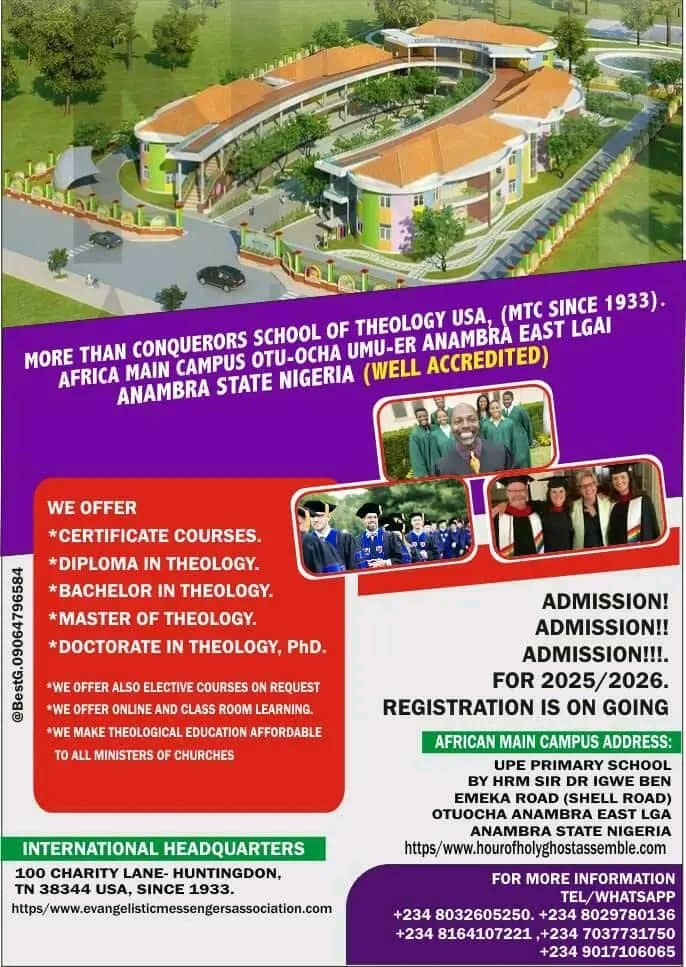 MORE THAN CONQUERORS SCHOOL OF THEOLOGY USA, (MTC SINCE 1933).
AFRICA MAIN CAMPUS OTU-OCHA UMU-ER ANAMBRA EAST LGAI
ANAMBRA STATE NIGERIA (WELL ACCREDITED)
WE OFFER
*CERTIFICATE COURSES.
*DIPLOMA IN THEOLOGY.
*BACHELOR IN THEOLOGY.
*MASTER OF THEOLOGY.
*DOCTORATE IN THEOLOGY, PhD.
*WE OFFER ALSO ELECTIVE COURSES ON REQUEST
*WE OFFER ONLINE AND CLASS ROOM LEARNING.
*WE MAKE THEOLOGICAL EDUCATION AFFORDABLE
TO ALL MINISTERS OF CHURCHES
@BestG.09064796584
ADMISSION!
ADMISSION!!
ADMISSION!!!.
FOR 2025/2026.
REGISTRATION IS ON GOING
AFRICAN MAIN CAMPUS ADDRESS:
UPE PRIMARY SCHOOL
BY HRM SIR DR IGWE BEN
EMEKA ROAD (SHELL ROAD)
OTUOCHA ANAMBRA EAST LGA
ANAMBRA STATE NIGERIA
https/www.hourofholyghostassemble.com
INTERNATIONAL HEADQUARTERS
100 CHARITY LANE- HUNTINGDON,
TN 38344 USA, SINCE 1933.
https/www.evangelisticmessengersassociation.com
FOR MORE INFORMATION
TEL/WHATSAPP
+234 8032605250. +234 8029780136
+234 8164107221 ,+234 7037731750
+234 9017106065